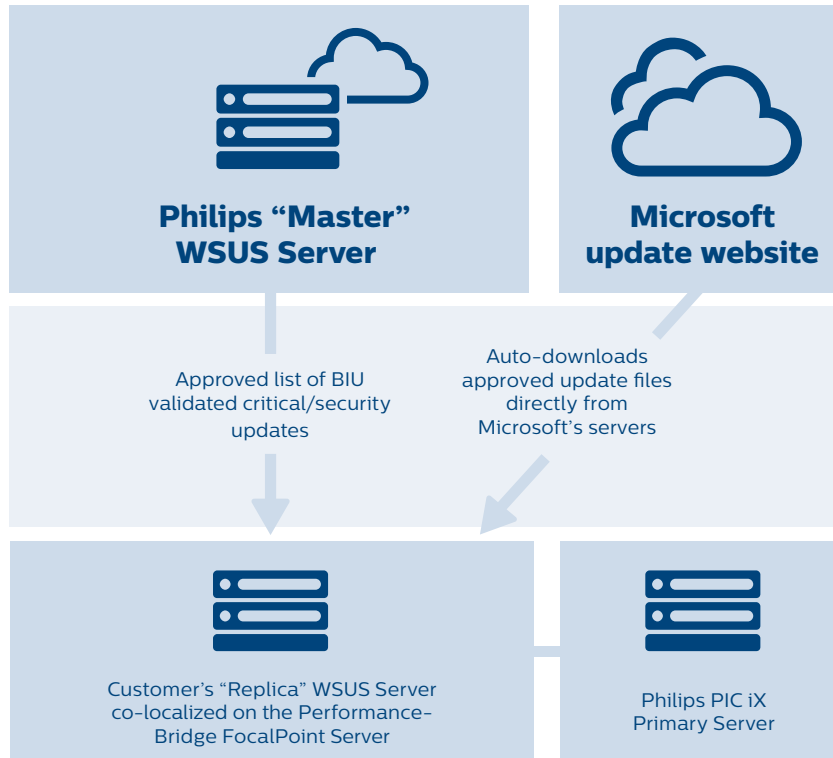 Philips “Master”
WSUS Server
Microsoft
update website
Approved list of BIU
validated critical/security
updates
Auto-downloads
approved update files
directly from
Microsoft's servers
Customer's “Replica” WSUS Server
co-localized on the Performance-
Bridge FocalPoint Server
Philips PIC iX
Primary Server